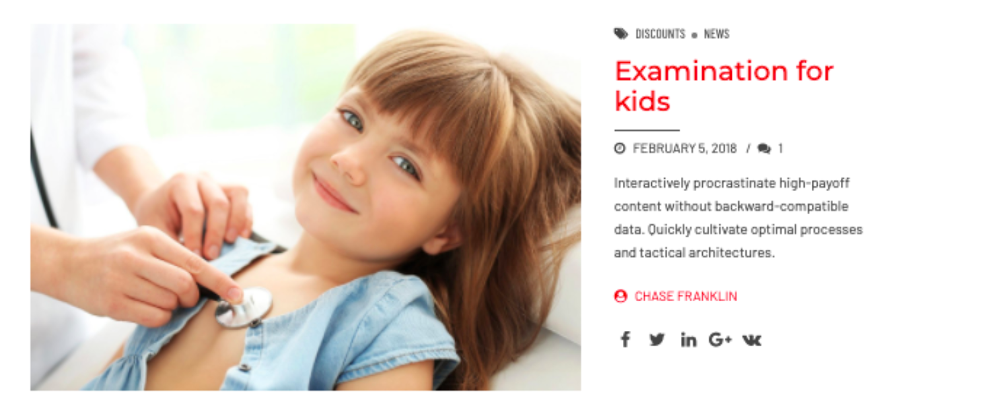 DISCOUNTS • NEWS
Examination for
kids
FEBRUARY 5, 2018 / 1
Interactively procrastinate high-payoff
content without backward-compatible
data. Quickly cultivate optimal processes
and tactical architectures.
CHASE FRANKLIN